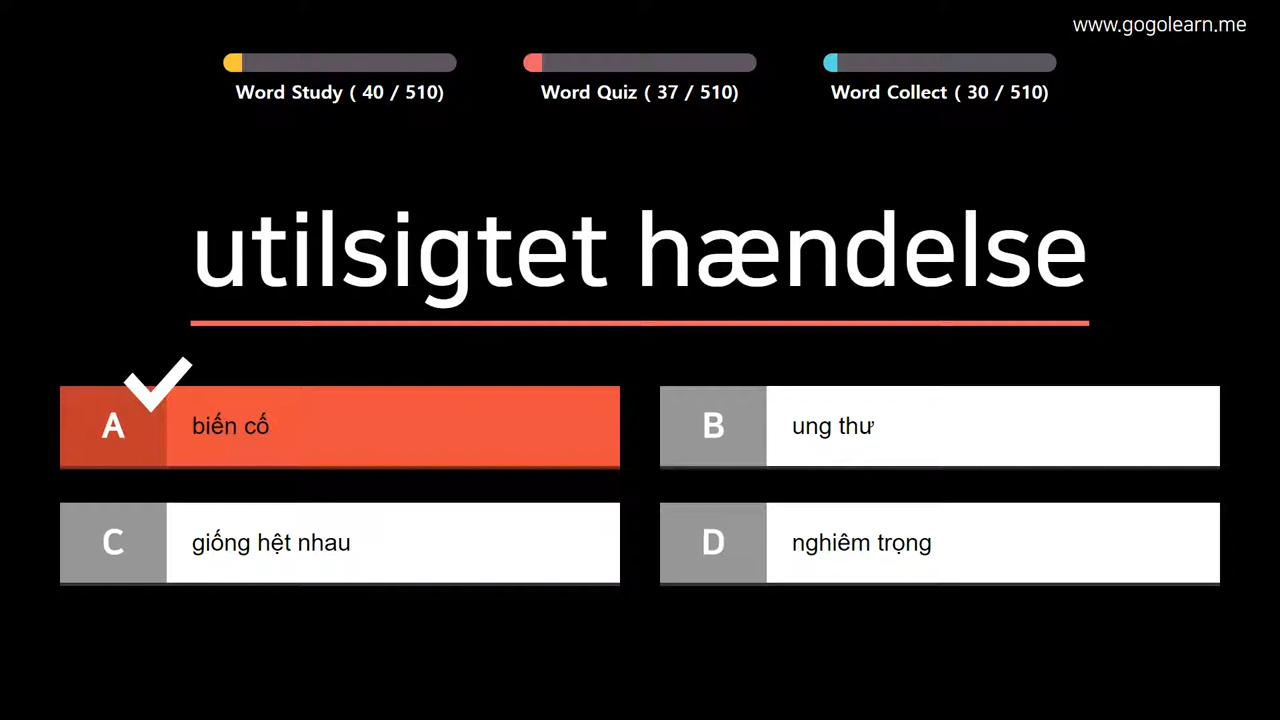 www.gogolearn.me
Word Study ( 40 / 510)
Word Quiz ( 37 / 510)
Word Collect ( 30 / 510)
utilsigtet hændelse
A biến cố
B ung thư
C giống hệt nhau
D nghiêm trọng